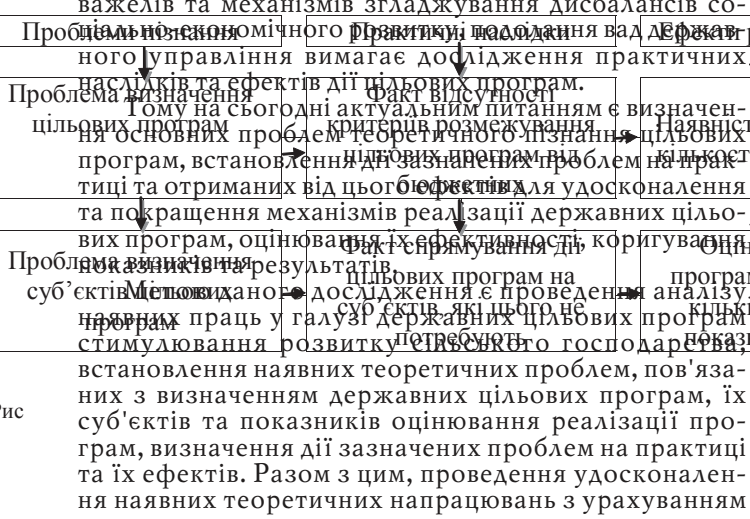 важелів та механізмів згладжування дисбалансів со-
ціально-економічного розвитку, подолання вад держав-
ного управління вимагає дослідження практичних
наслідків та ефектів дії цільових програм.
Тому на сьогодні актуальним питанням є визначен-
ня основних проблем теоретичного пізнання цільових
програм, встановлення дії зазначених проблем на прак-
тиці та отриманих від цього ефектів для удосконалення
та покращення механізмів реалізації державних цільо-
вих програм, оцінювання їх ефективності, коригування
показників та результатів.
Метою даного дослідження є проведення аналізу
наявних праць у галузі державних цільових програм
стимулювання розвитку сільського господарства,
встановлення наявних теоретичних проблем, пов'яза-
них з визначенням державних цільових програм, їх
суб'єктів та показників оцінювання реалізації про-
грам, визначення дії зазначених проблем на практиці
та їх ефектів. Разом з цим, проведення удосконален-
ня наявних теоретичних напрацювань з урахуванням
Проблеми пізнання
Практичні наслідки
Ефекти
Проблема визначення
цільових програм
Факт відсутності
критеріїв розмежування
цільових програм від
бюджетних
Проблема визначення
суб’єктів цільових
програм
Факт спрямування дії
цільових програм на
суб’єктів, які цього не
потребують